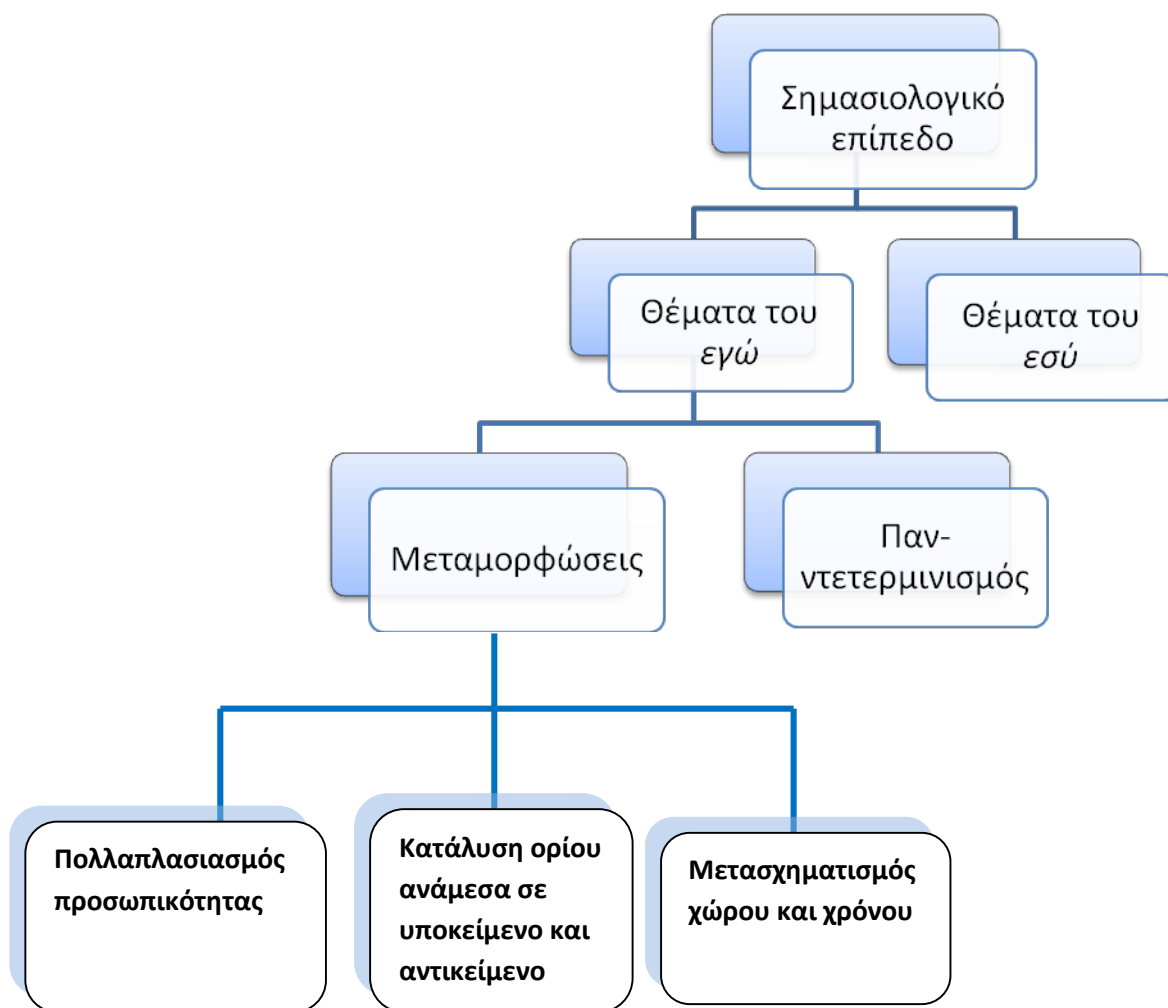 Σημασιολογικό
επίπεδο
Θέματα του
εγώ
Θέματα του
εσύ
Μεταμορφώσεις
Παν-
ντετερμινισμός
Πολλαπλασιασμός
προσωπικότητας
Κατάλυση ορίου
ανάμεσα σε
υποκείμενο και
αντικείμενο
Μετασχηματισμός
χώρου και χρόνου